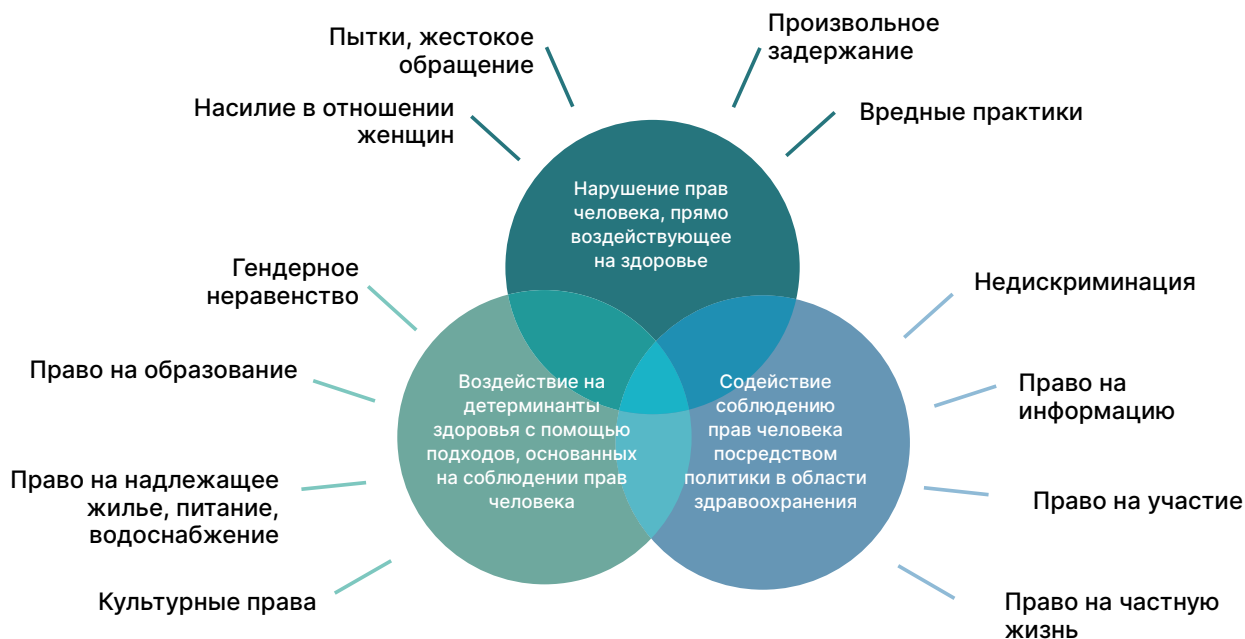 Пытки, жестокое
обращение
Произвольное
задержание
Насилие в отношении
женщин
Вредные практики
Нарушение прав
человека, прямо
воздействующее
на здоровье
Гендерное
неравенство
Недискриминация
Право на образование
Воздействие на
детерминанты
здоровья с помощью
подходов, основанных
на соблюдении прав
человека
Содействие
соблюдению
прав человека
посредством
политики в области
здравоохранения
Право на
информацию
Право на надлежащее
жилье, питание,
водоснабжение
Право на участие
Культурные права
Право на частную
жизнь